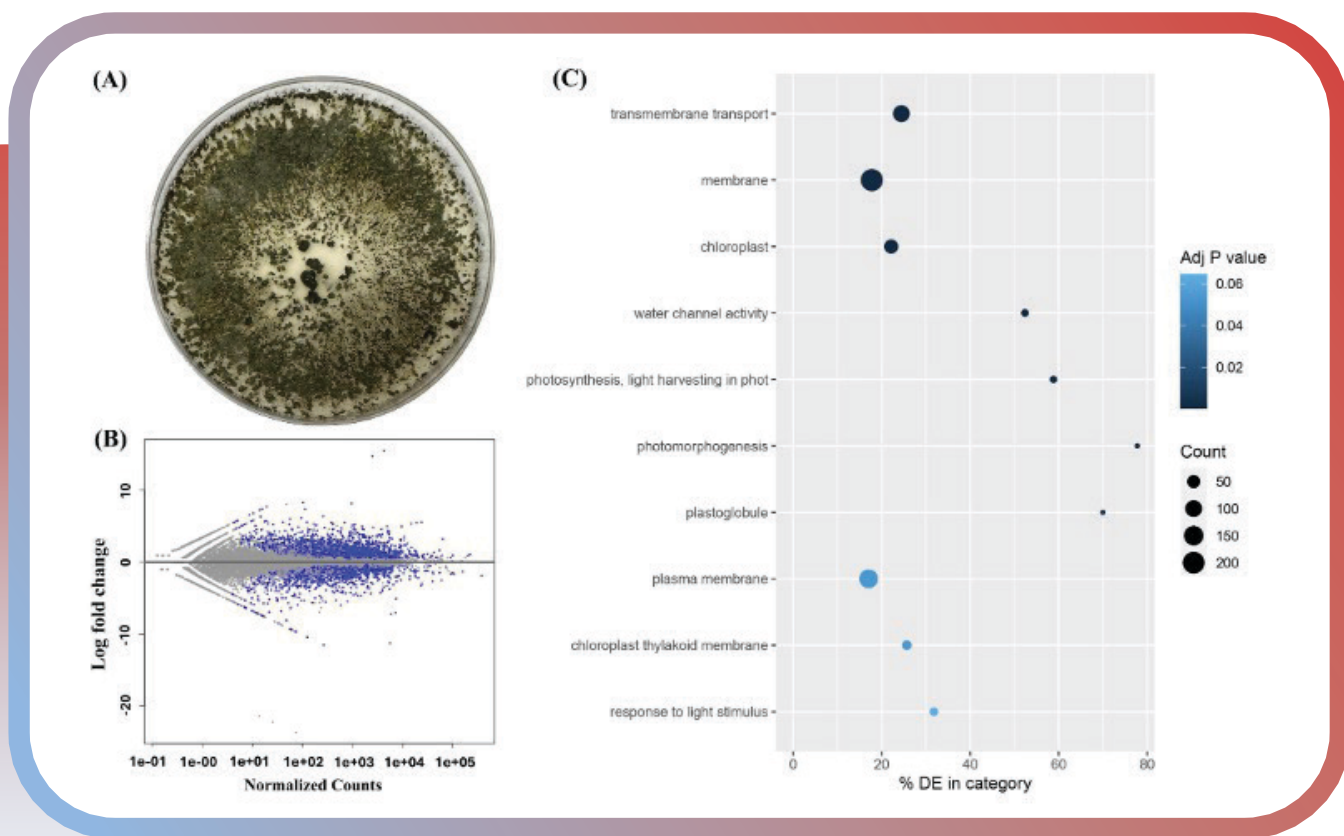 (A)
(B)
Log fold change
10
0
-10
-20
1e-01 1e-00 1e+01 1e+02 1e+03 1e+04 1e+05
Normalized Counts
(C)
transmembrane transport
membrane
chloroplast
water channel activity
photosynthesis, light harvesting in phot
photomorphogenesis
plastoglobule
plasma membrane
chloroplast thylakoid membrane
response to light stimulus
0 20 40 60 80
% DE in category
Adj P value
0.06
0.04
0.02
Count
50
100
150
200